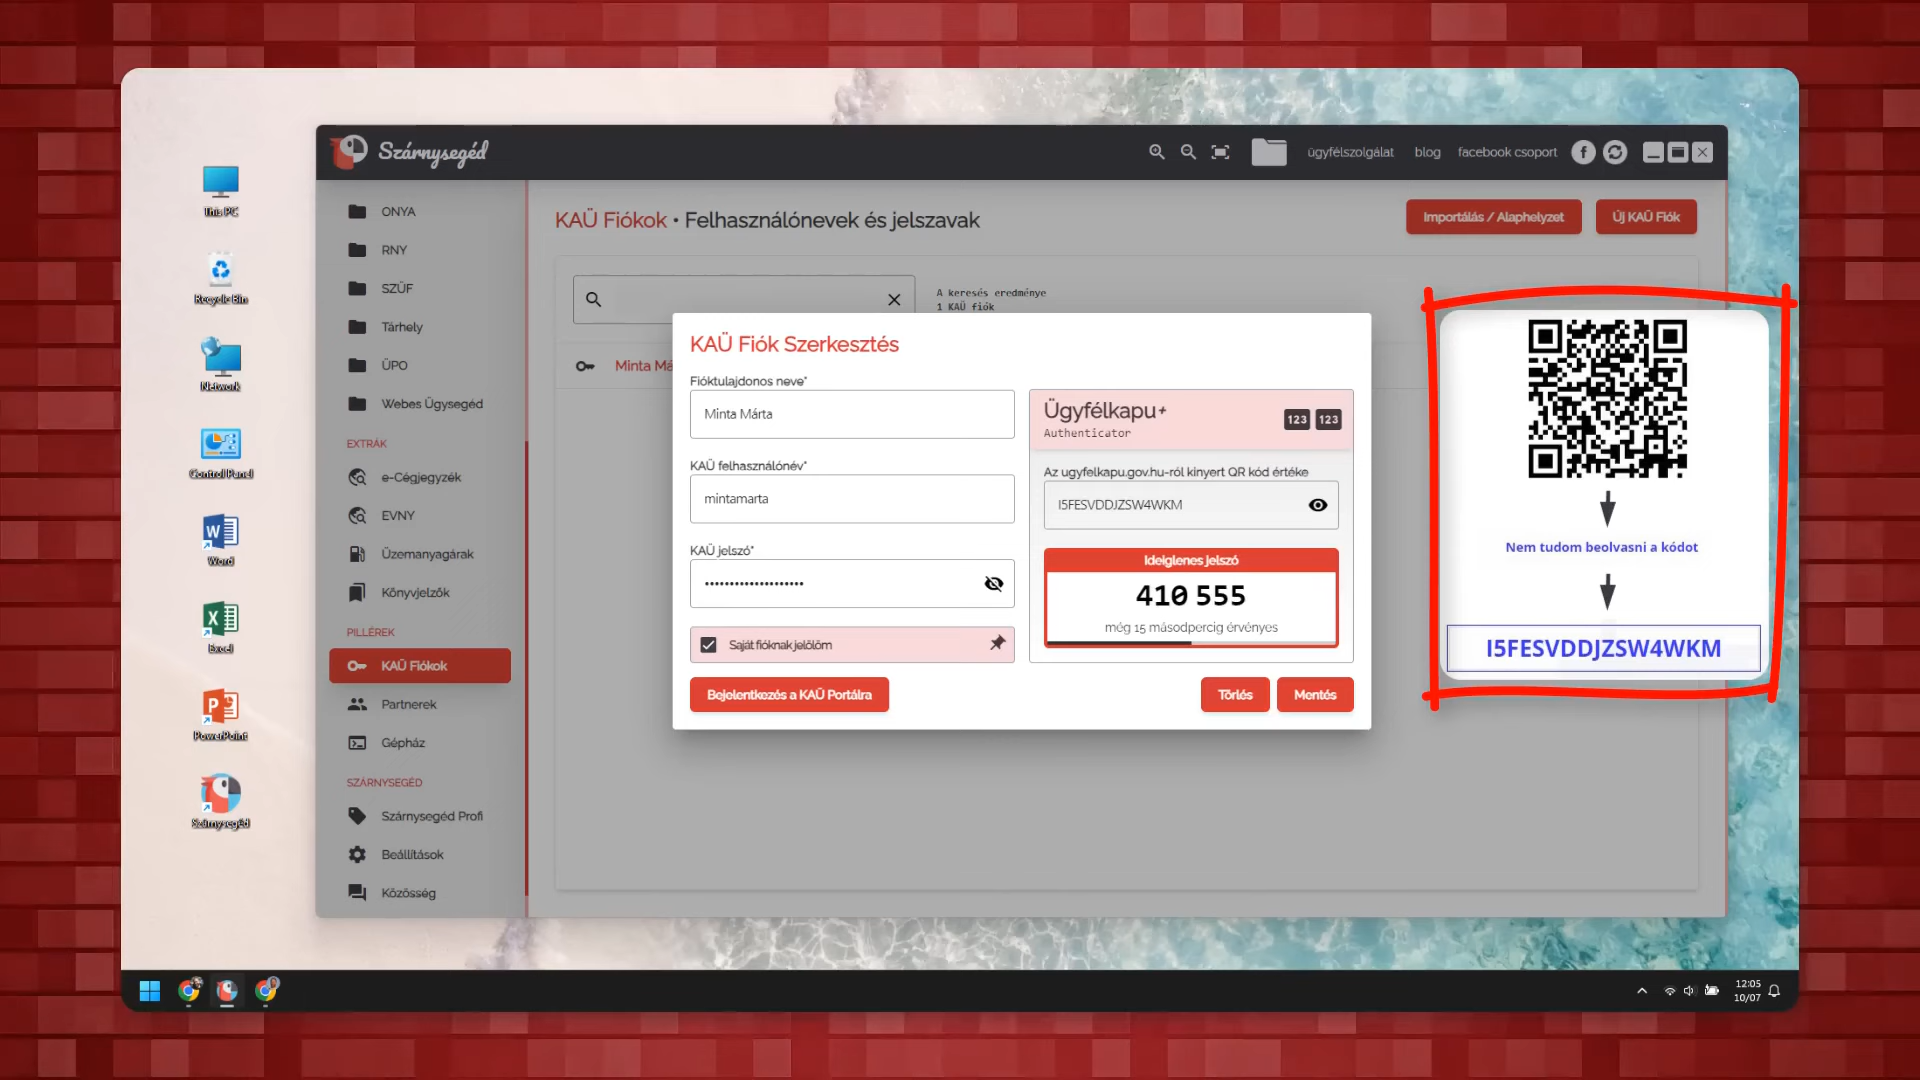 This PC
Recycle Bin
Network
Control Panel
Word
Excel
PowerPoint
Szárnysegéd
Szárnysegéd
ügyfélszolgálat
blog
facebook csoport
ONYA
RNY
SZÜF
Tárhely
ÜPO
Webes Ügysegéd
EXTRÁK
e-Cégjegyzék
EVNY
Üzemanyagárak
Könyvjelzők
PILLÉREK
KAÜ Fiókok
Partnerek
Gépház
SZÁRNYSEGÉD
Szárnysegéd Profi
Beállítások
Közösség
KAÜ Fiókok • Felhasználónevek és jelszavak
Importálás / Alaphelyzet
Új KAÜ Fiók
A keresés eredménye
1 KAÜ fiók
Minta Má
KAÜ Fiók Szerkesztés
Fióktulajdonos neve*
Minta Márta
KAÜ felhasználónév*
mintamarta
KAÜ jelszó*
••••••••••••••••••••
Saját fióknak jelölöm
Bejelentkezés a KAÜ Portálra
Ügyfélkapu+
Authenticator
123 123
Az ugyfelkapu.gov.hu-ról kinyert QR kód értéke
I5FESVDDJZSW4WKM
Ideiglenes jelszó
410 555
még 15 másodpercig érvényes
Törlés
Mentés
Nem tudom beolvasni a kódot
I5FESVDDJZSW4WKM
12:05
10/07